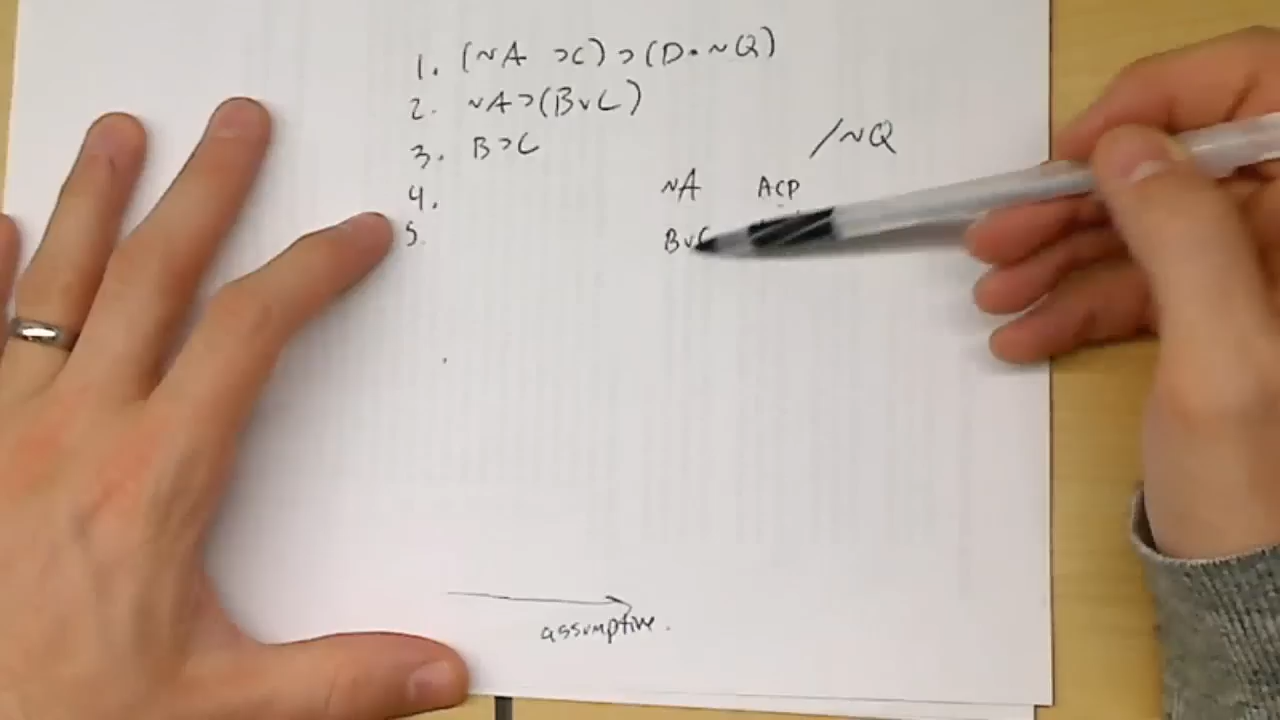 1. (~A ⊃C) ⊃ (D • ~Q)
2. ~A ⊃ (B v C)
3. B ⊃ C
/~Q
4. ~A ACP
5. B v C
assumptive.